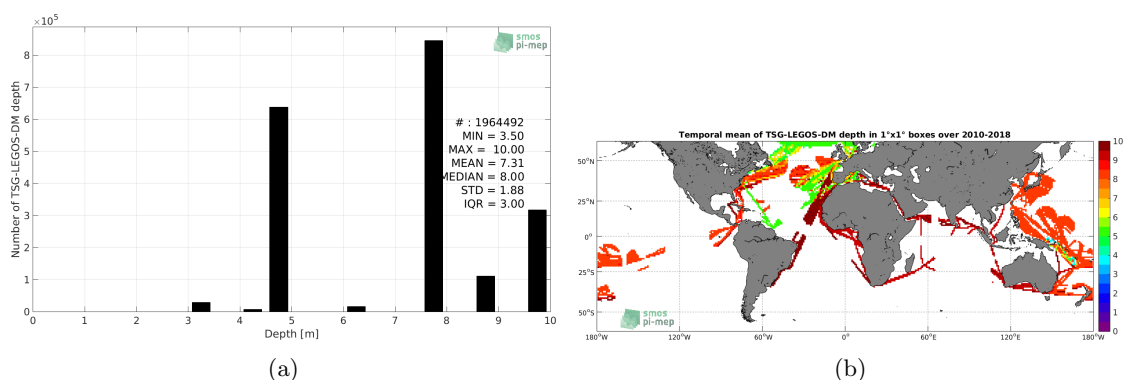 ×10⁵
smos
pi-mep
Number of TSG-LEGOS-DM depth
8
7
6
5
4
3
2
1
0
# : 1964492
MIN = 3.50
MAX = 10.00
MEAN = 7.31
MEDIAN = 8.00
STD = 1.88
IQR = 3.00
0 1 2 3 4 5 6 7 8 9 10
Depth [m]
(a)
Temporal mean of TSG-LEGOS-DM depth in 1°x1° boxes over 2010-2018
50°N
25°N
0°
25°S
50°S
smos
pi-mep
180°W 120°W 60°W 0° 60°E 120°E 180°E
10
9
8
7
6
5
4
3
2
1
0
(b)